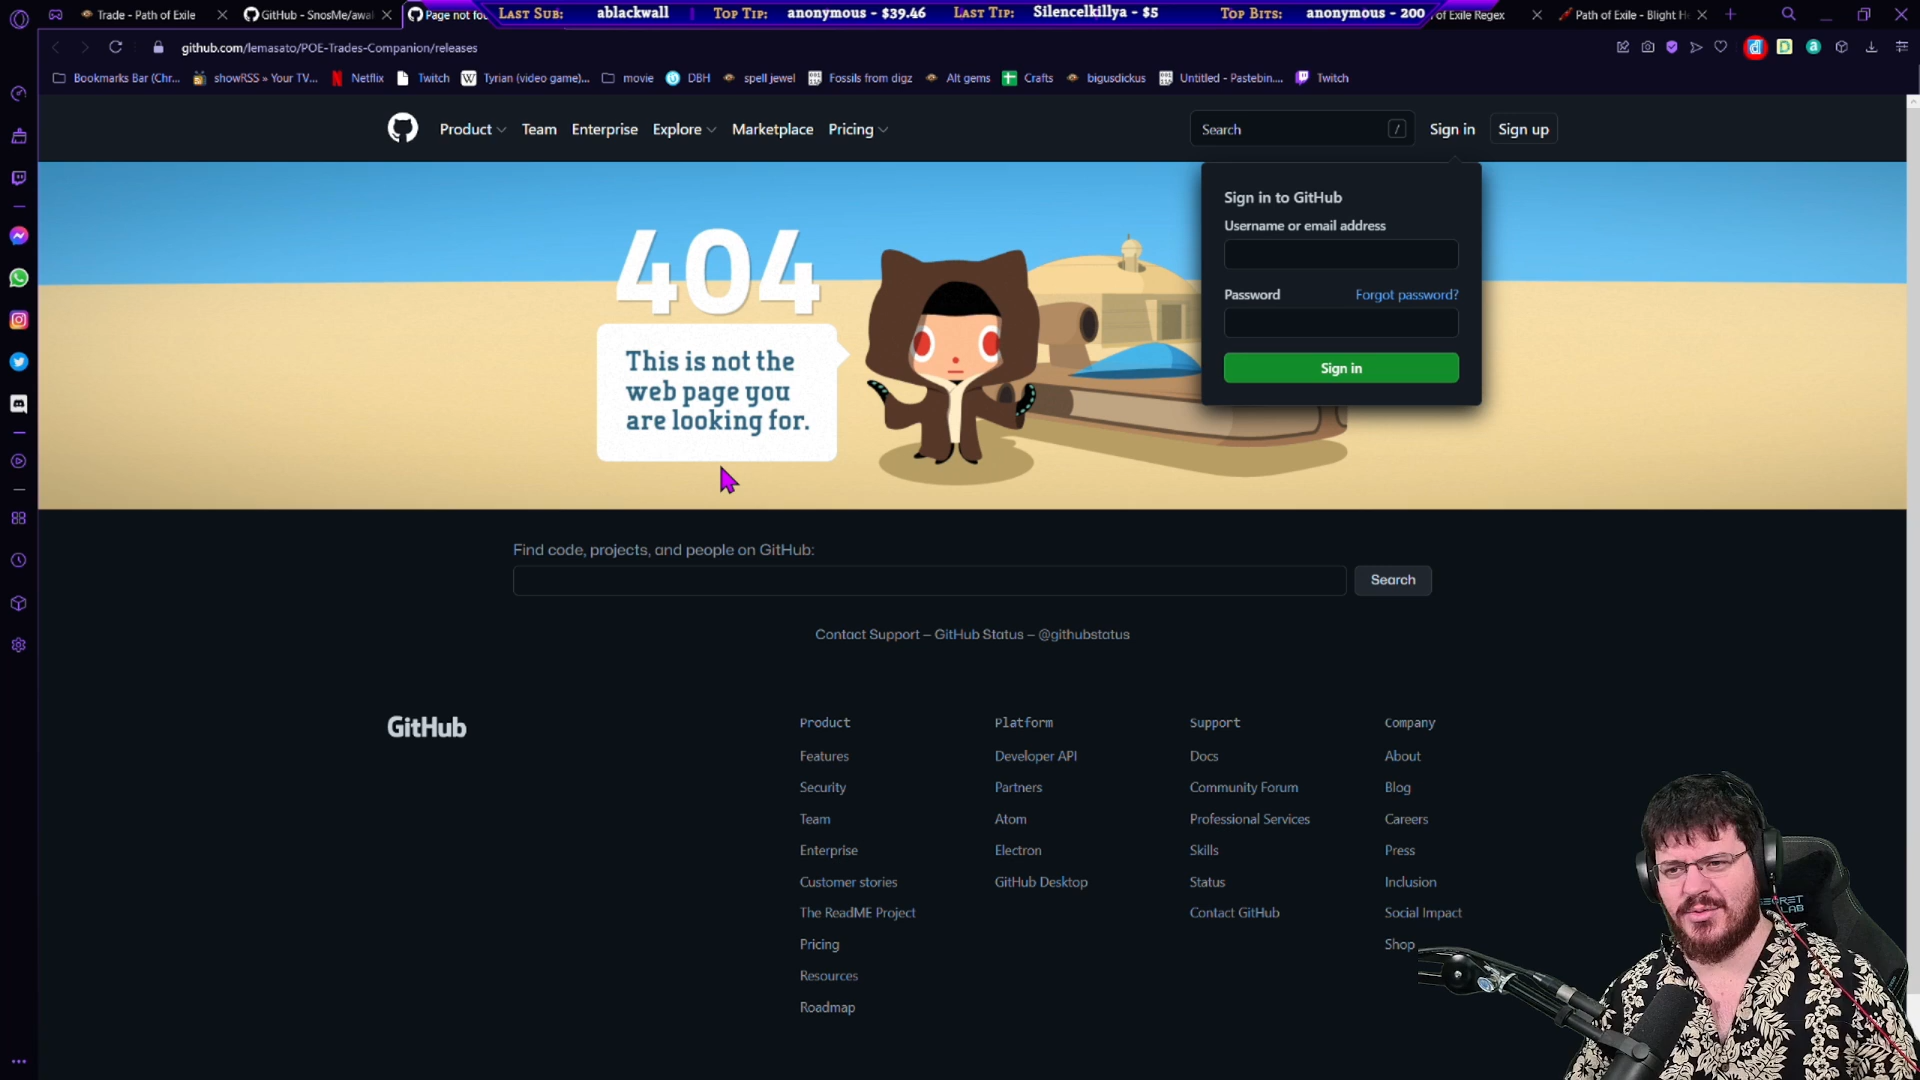 Trade - Path of Exile
GitHub - SnosMe/awa
Page not fou
LAST SUB: ablackwall
TOP TIP: anonymous - $39.46
LAST TIP: Silencelkillya - $5
TOP BITS: anonymous - 200
of Exile Regex
Path of Exile - Blight He
github.com/lemasato/POE-Trades-Companion/releases
Bookmarks Bar (Chr...
showRSS » Your TV...
Netflix
Twitch
Tyrian (video game)...
movie
DBH
spell jewel
Fossils from digz
Alt gems
Crafts
bigusdickus
Untitled - Pastebin....
Twitch
Product
Team
Enterprise
Explore
Marketplace
Pricing
Search /
Sign in
Sign up
Sign in to GitHub
Username or email address
Password
Forgot password?
Sign in
404
This is not the
web page you
are looking for.
Find code, projects, and people on GitHub:
Search
Contact Support – GitHub Status – @githubstatus
GitHub
Product
Features
Security
Team
Enterprise
Customer stories
The ReadME Project
Pricing
Resources
Roadmap
Platform
Developer API
Partners
Atom
Electron
GitHub Desktop
Support
Docs
Community Forum
Professional Services
Skills
Status
Contact GitHub
Company
About
Blog
Careers
Press
Inclusion
Social Impact
Shop
SECRET
LAB